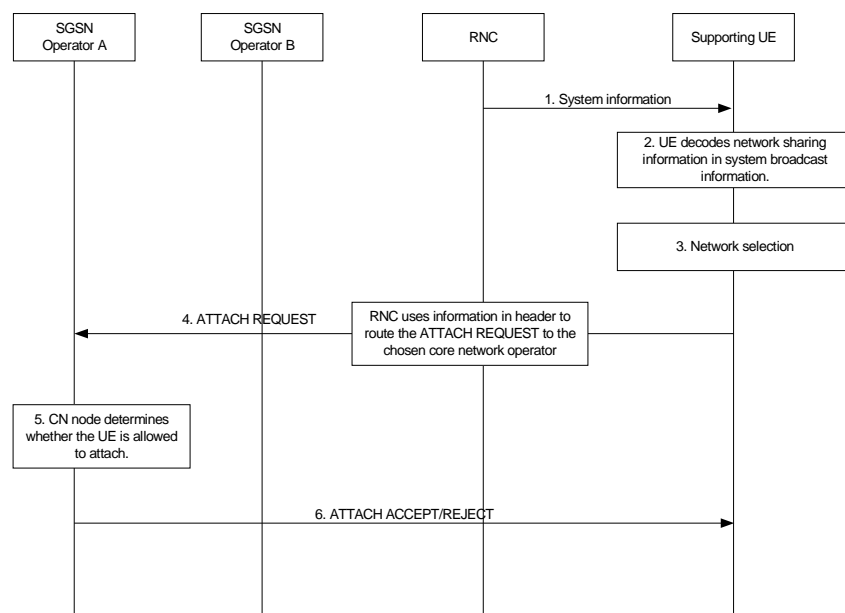 SGSN
Operator A
SGSN
Operator B
RNC
Supporting UE
1. System information
2. UE decodes network sharing
information in system broadcast
information.
3. Network selection
4. ATTACH REQUEST
RNC uses information in header to
route the ATTACH REQUEST to the
chosen core network operator
5. CN node determines
whether the UE is allowed
to attach.
6. ATTACH ACCEPT/REJECT